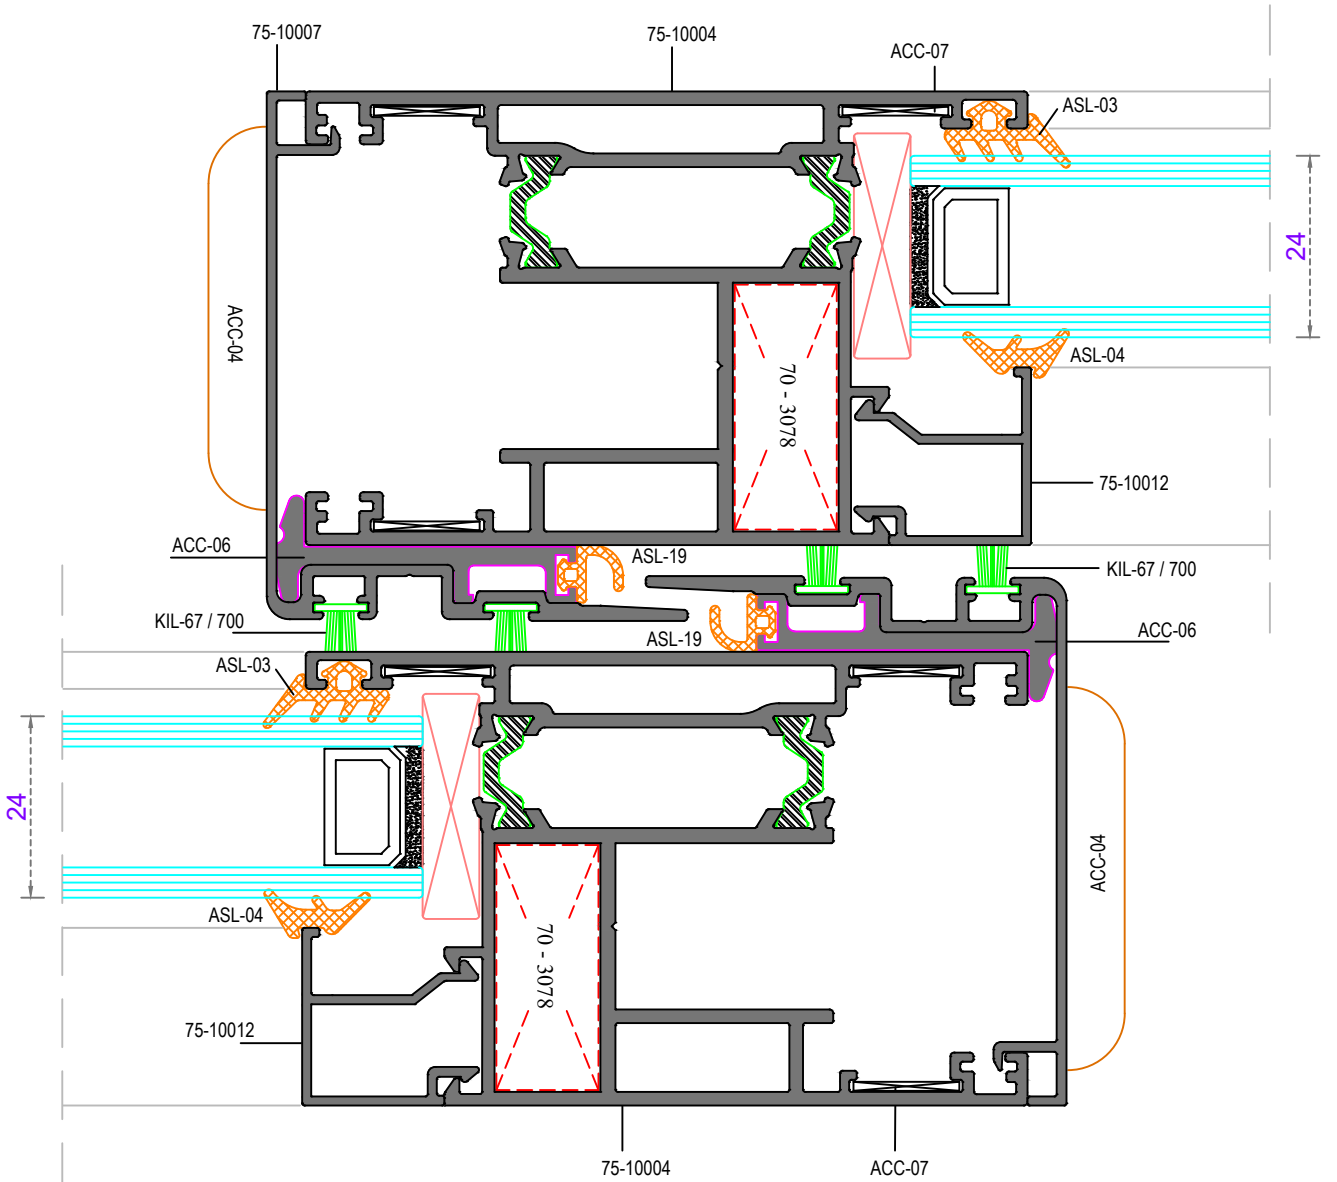 75-10007
75-10004
ACC-07
ASL-03
24
ACC-04
ASL-04
70 - 3078
75-10012
ACC-06
ASL-19
KIL-67 / 700
KIL-67 / 700
ASL-19
ACC-06
ASL-03
24
ACC-04
ASL-04
70 - 3078
75-10012
75-10004
ACC-07